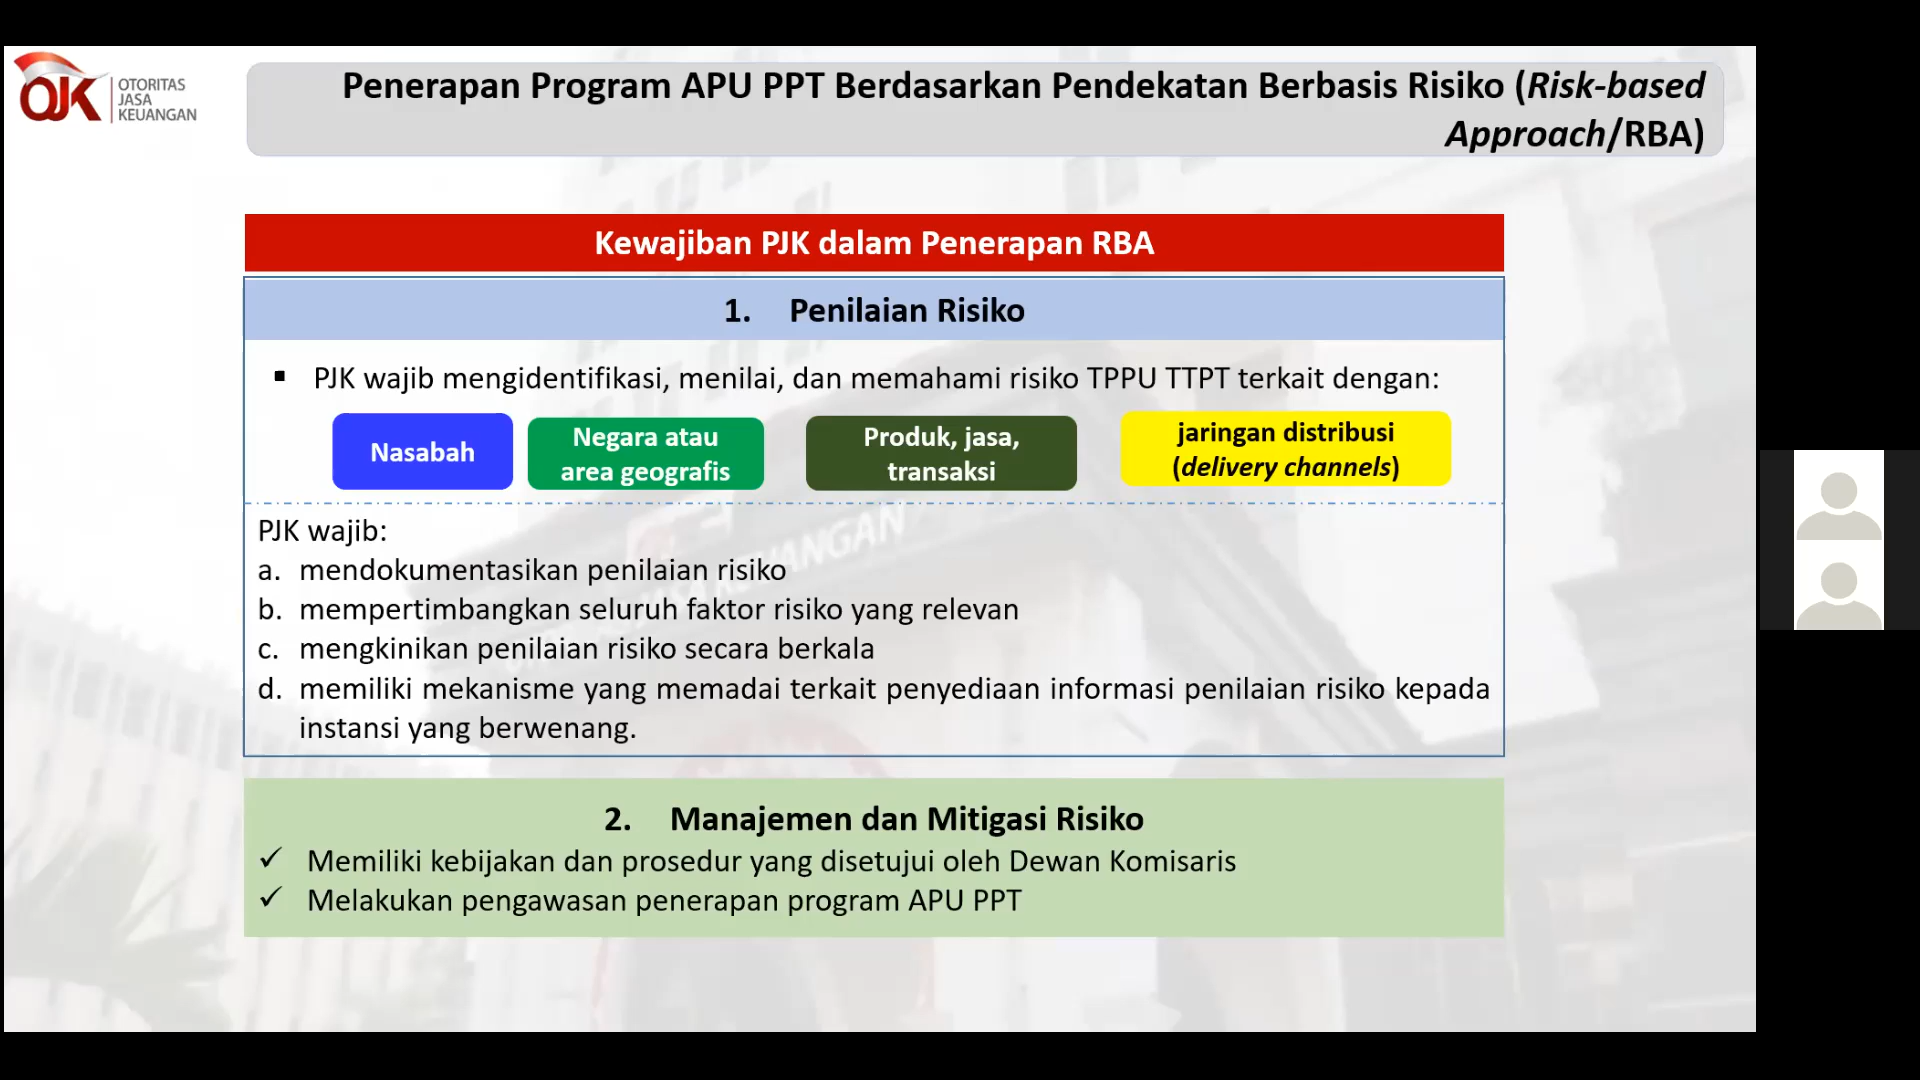 OJK
OTORITAS
JASA
KEUANGAN
Penerapan Program APU PPT Berdasarkan Pendekatan Berbasis Risiko (Risk-based
Approach/RBA)
Kewajiban PJK dalam Penerapan RBA
1. Penilaian Risiko
▪ PJK wajib mengidentifikasi, menilai, dan memahami risiko TPPU TTPT terkait dengan:
Nasabah
Negara atau
area geografis
Produk, jasa,
transaksi
jaringan distribusi
(delivery channels)
PJK wajib:
a. mendokumentasikan penilaian risiko
b. mempertimbangkan seluruh faktor risiko yang relevan
c. mengkinikan penilaian risiko secara berkala
d. memiliki mekanisme yang memadai terkait penyediaan informasi penilaian risiko kepada
instansi yang berwenang.
2. Manajemen dan Mitigasi Risiko
✓ Memiliki kebijakan dan prosedur yang disetujui oleh Dewan Komisaris
✓ Melakukan pengawasan penerapan program APU PPT